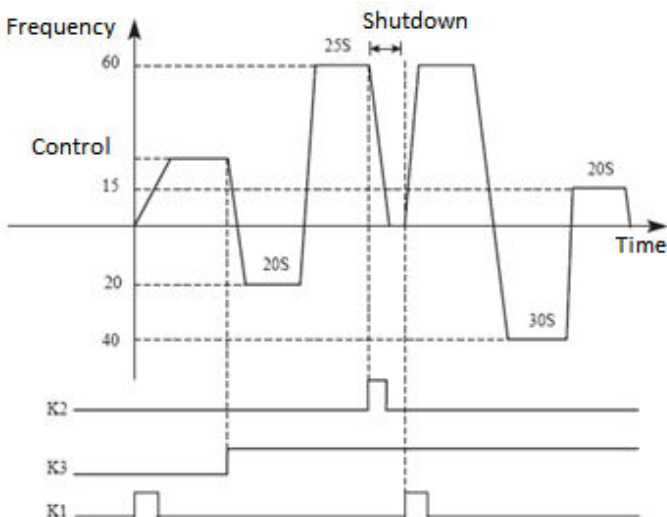 Shutdown
Frequency
25S
60
Control
15
20S
Time
20S
20
30S
40
K2
K3
K1